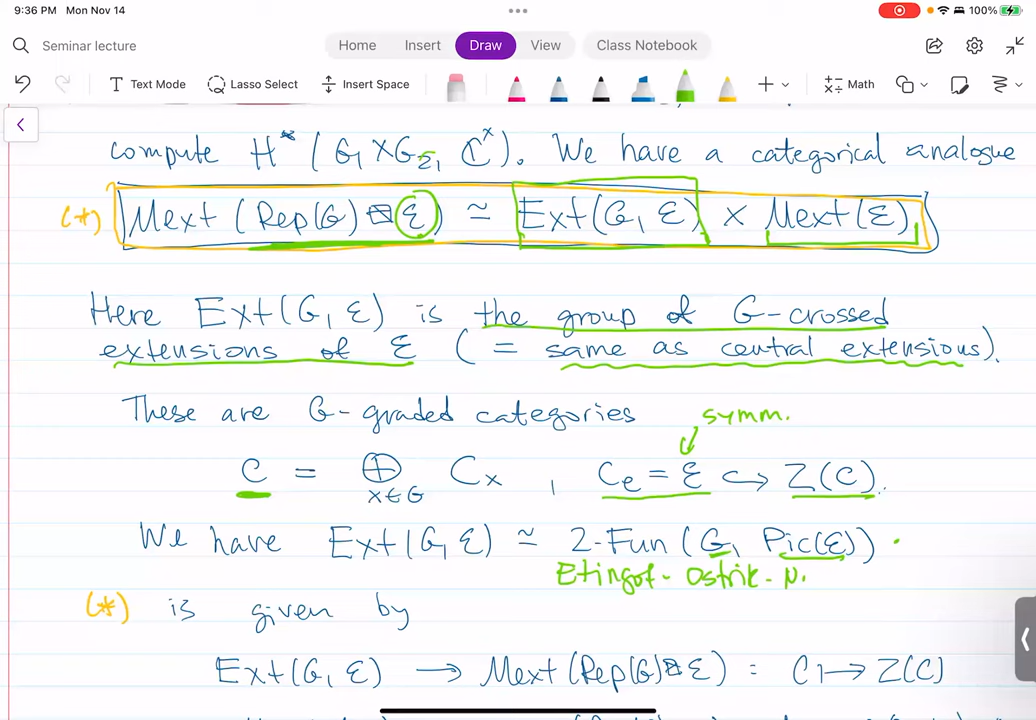 9:36 PM Mon Nov 14 100%
Seminar lecture Home Insert Draw View Class Notebook
Text Mode Lasso Select Insert Space Math
compute H* (G1 × G2, C^×). We have a categorical analogue
(*) Mext (Rep(G) ⊠ ℰ) ≃ Ext(G, ℰ) × Mext(ℰ)
Here Ext(G, ℰ) is the group of G-crossed
extensions of ℰ ( = same as central extensions).
These are G-graded categories symm.
C = ⊕_{x∈G} C_x , C_e = ℰ ↪ Z(C).
We have Ext(G, ℰ) ≃ 2-Fun (G, Pic(ℰ))
Etingof-Ostrik-N.
(*) is given by
Ext(G, ℰ) → Mext(Rep(G) ⊠ ℰ) : C ↦ Z(C)